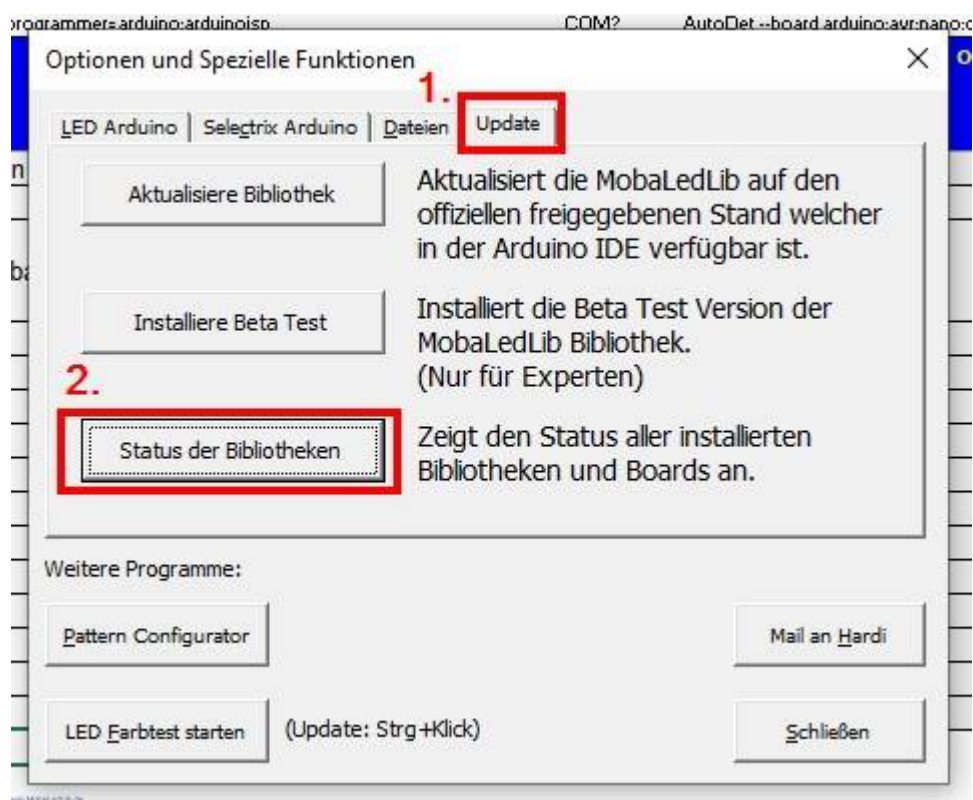 programmer=arduino:arduinoisp COM? AutoDet --board arduino:avr:nano:c
Optionen und Spezielle Funktionen
1.
LED Arduino Selectrix Arduino Dateien Update
Aktualisiere Bibliothek
Aktualisiert die MobaLedLib auf den
offiziellen freigegebenen Stand welcher
in der Arduino IDE verfügbar ist.
Installiere Beta Test
Installiert die Beta Test Version der
MobaLedLib Bibliothek.
(Nur für Experten)
2.
Status der Bibliotheken
Zeigt den Status aller installierten
Bibliotheken und Boards an.
Weitere Programme:
Pattern Configurator
Mail an Hardi
LED Farbtest starten
(Update: Strg+Klick)
Schließen